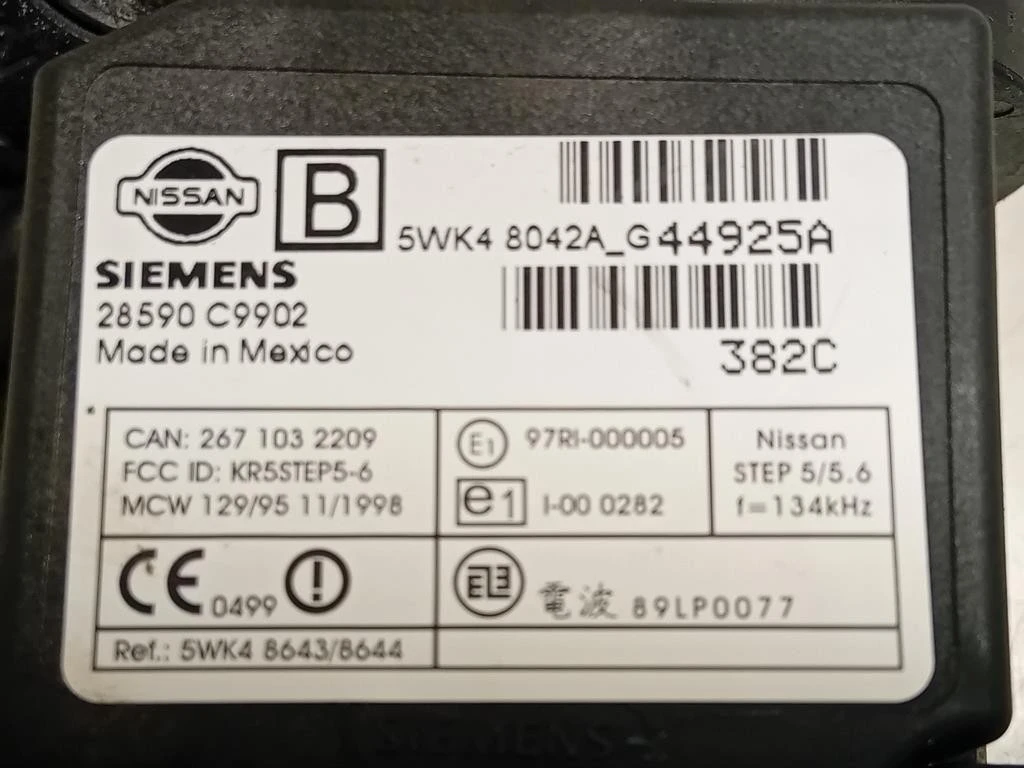 NISSAN
B
5WK4 8042A_G44925A
SIEMENS
28590 C9902
Made in Mexico
382C
CAN: 267 103 2209
FCC ID: KR5STEP5-6
MCW 129/95 11/1998
E1 97RI-000005
e1 I-00 0282
Nissan
STEP 5/5.6
f=134kHz
CE 0499 !
電波 89LP0077
Ref.: 5WK4 8643/8644
SIEMENS